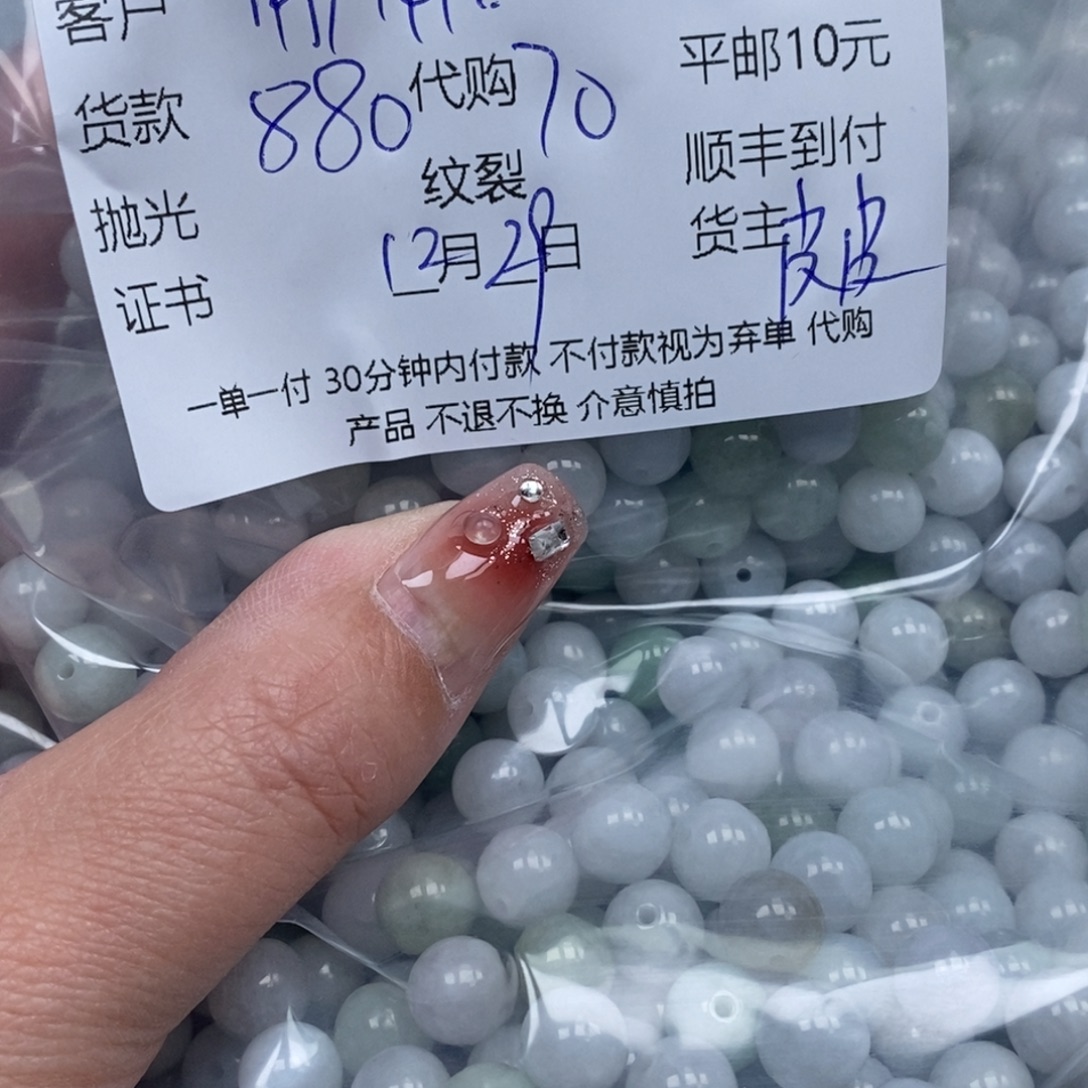 客户
货款 880 代购 70 平邮10元
纹裂 顺丰到付
抛光 12月29日 货主 皮皮
证书
一单一付 30分钟内付款 不付款视为弃单 代购
产品 不退不换 介意慎拍